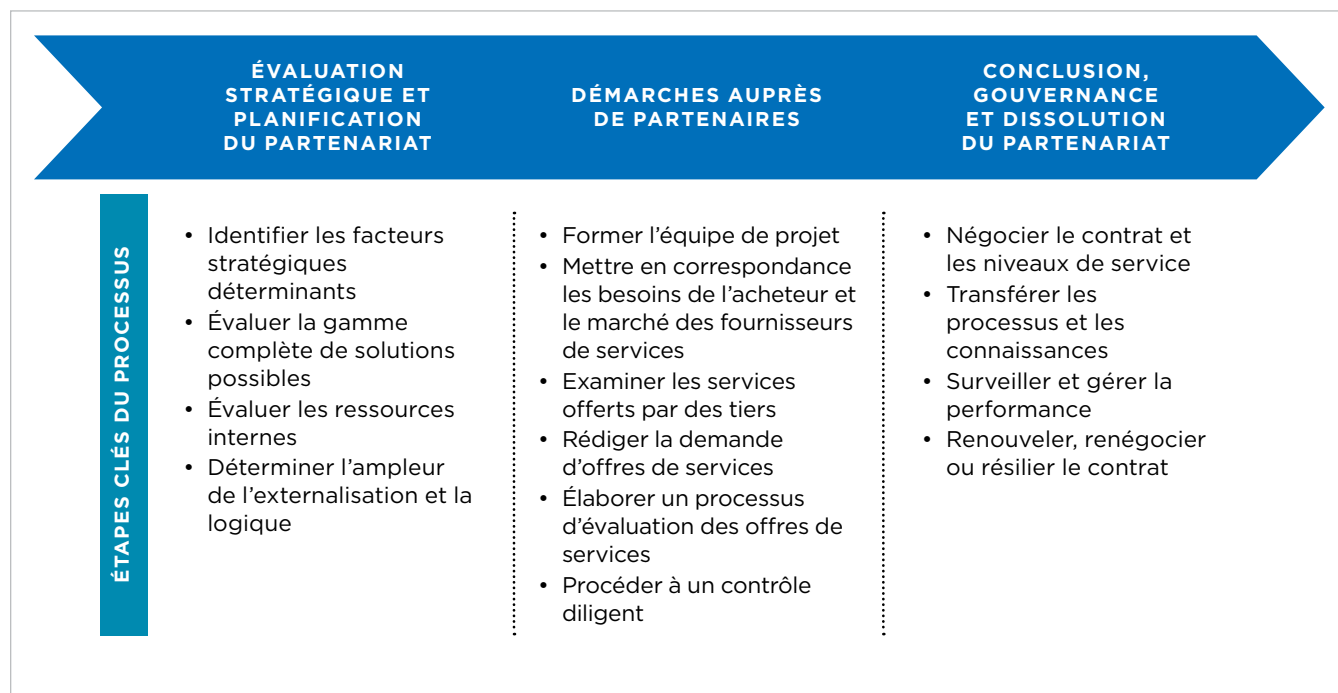 ÉVALUATION
STRATÉGIQUE ET
PLANIFICATION
DU PARTENARIAT
DÉMARCHES AUPRÈS
DE PARTENAIRES
CONCLUSION,
GOUVERNANCE
ET DISSOLUTION
DU PARTENARIAT
ÉTAPES CLÉS DU PROCESSUS
• Identifier les facteurs
stratégiques
déterminants
• Évaluer la gamme
complète de solutions
possibles
• Évaluer les ressources
internes
• Déterminer l’ampleur
de l’externalisation et la
logique
• Former l’équipe de projet
• Mettre en correspondance
les besoins de l’acheteur et
le marché des fournisseurs
de services
• Examiner les services
offerts par des tiers
• Rédiger la demande
d’offres de services
• Élaborer un processus
d’évaluation des offres de
services
• Procéder à un contrôle
diligent
• Négocier le contrat et
les niveaux de service
• Transférer les
processus et les
connaissances
• Surveiller et gérer la
performance
• Renouveler, renégocier
ou résilier le contrat